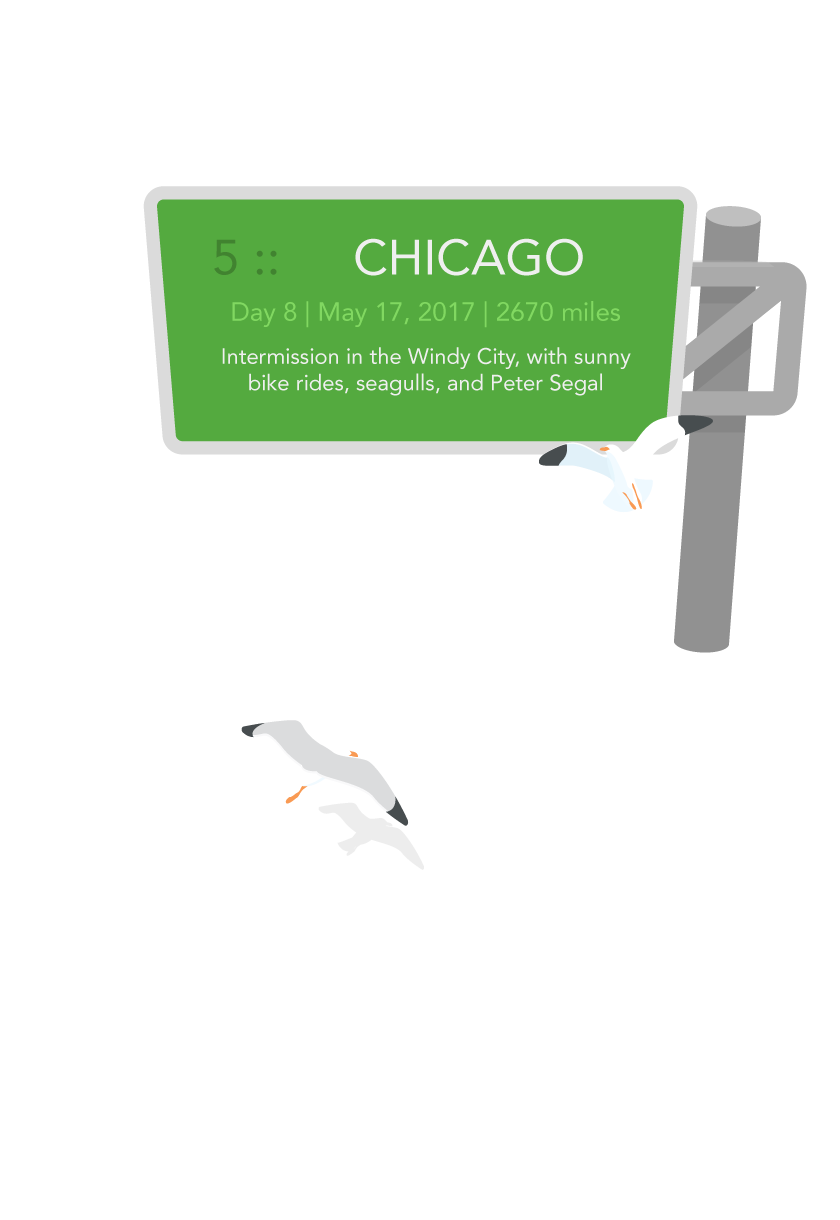 5 :: CHICAGO
Day 8 | May 17, 2017 | 2670 miles
Intermission in the Windy City, with sunny
bike rides, seagulls, and Peter Segal